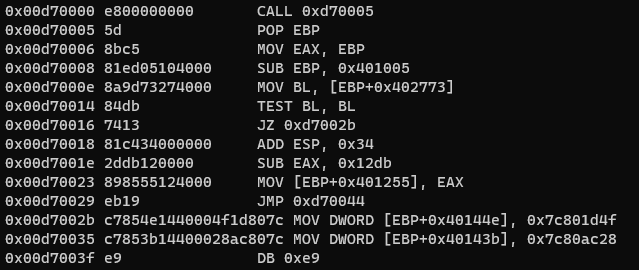 0x00d70000 e800000000 CALL 0xd70005
0x00d70005 5d POP EBP
0x00d70006 8bc5 MOV EAX, EBP
0x00d70008 81ed05104000 SUB EBP, 0x401005
0x00d7000e 8a9d73274000 MOV BL, [EBP+0x402773]
0x00d70014 84db TEST BL, BL
0x00d70016 7413 JZ 0xd7002b
0x00d70018 81c434000000 ADD ESP, 0x34
0x00d7001e 2ddb120000 SUB EAX, 0x12db
0x00d70023 898555124000 MOV [EBP+0x401255], EAX
0x00d70029 eb19 JMP 0xd70044
0x00d7002b c7854e1440004f1d807c MOV DWORD [EBP+0x40144e], 0x7c801d4f
0x00d70035 c7853b14400028ac807c MOV DWORD [EBP+0x40143b], 0x7c80ac28
0x00d7003f e9 DB 0xe9